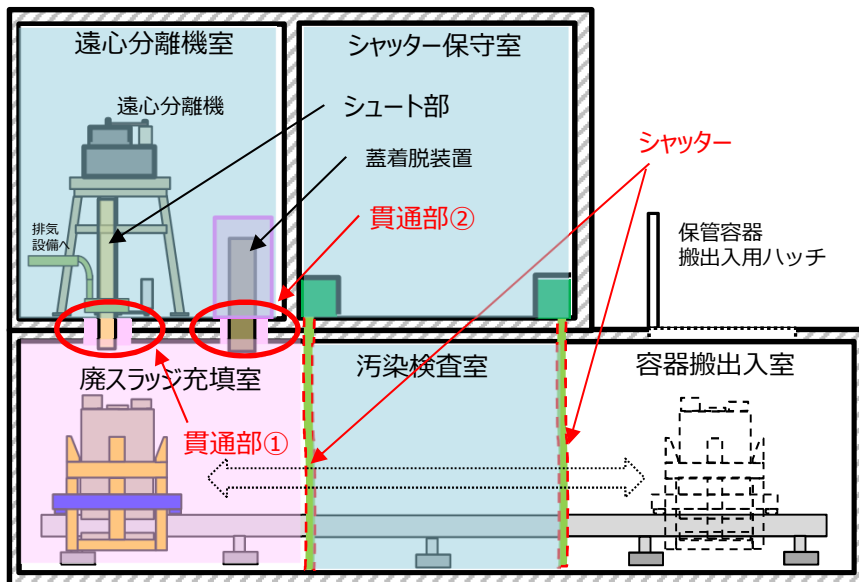 遠心分離機室
シャッター保守室
遠心分離機
シュート部
シャッター
蓋着脱装置
貫通部②
排気
設備へ
保管容器
搬出入用ハッチ
廃スラッジ充填室
汚染検査室
容器搬出入室
貫通部①